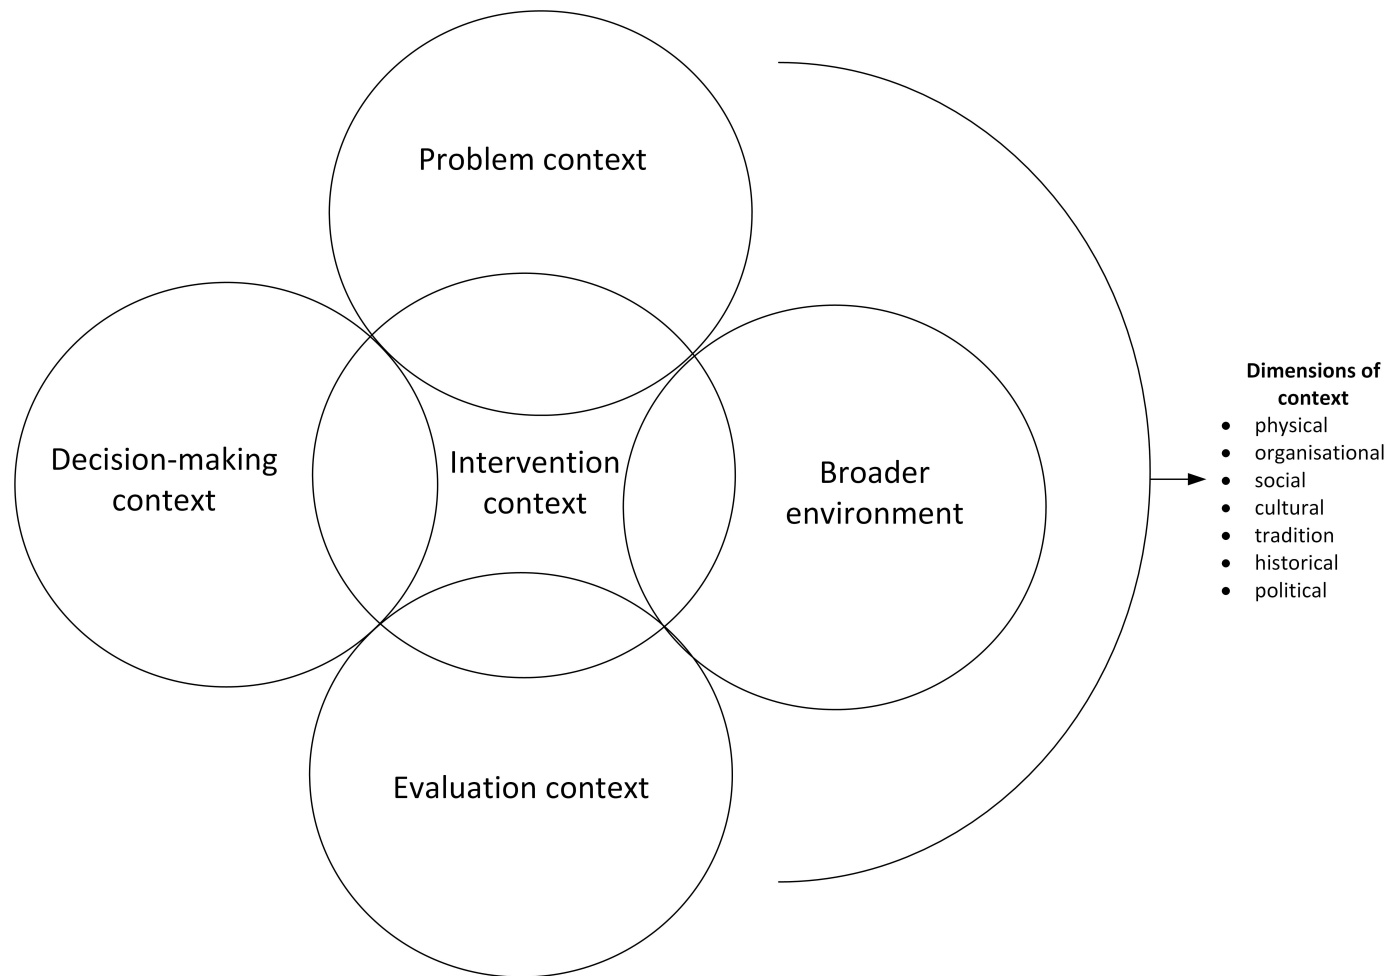 Problem context
Decision-making
context
Intervention
context
Broader
environment
Evaluation context
Dimensions of
context
• physical
• organisational
• social
• cultural
• tradition
• historical
• political